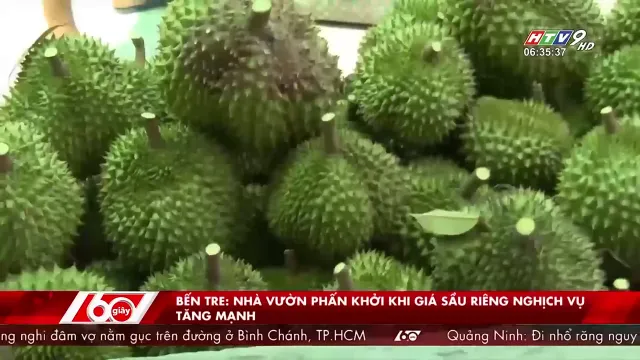 HTV9 HD
06:35:37
60 giây
BẾN TRE: NHÀ VƯỜN PHẤN KHỞI KHI GIÁ SẦU RIÊNG NGHỊCH VỤ
TĂNG MẠNH
ng nghi đâm vợ nằm gục trên đường ở Bình Chánh, TP.HCM 60 Quảng Ninh: Đi nhổ răng nguy